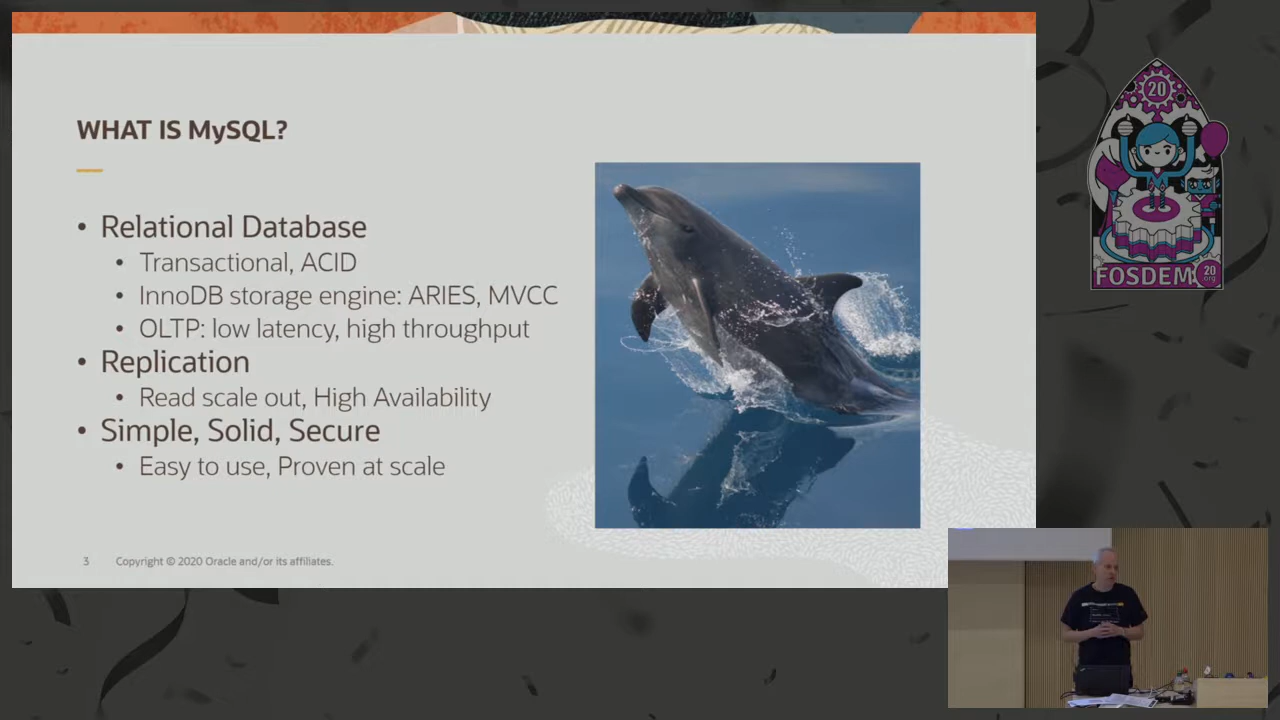 WHAT IS MySQL?
• Relational Database
• Transactional, ACID
• InnoDB storage engine: ARIES, MVCC
• OLTP: low latency, high throughput
• Replication
• Read scale out, High Availability
• Simple, Solid, Secure
• Easy to use, Proven at scale
3 Copyright © 2020 Oracle and/or its affiliates.
20
FOSDEM
20
.org